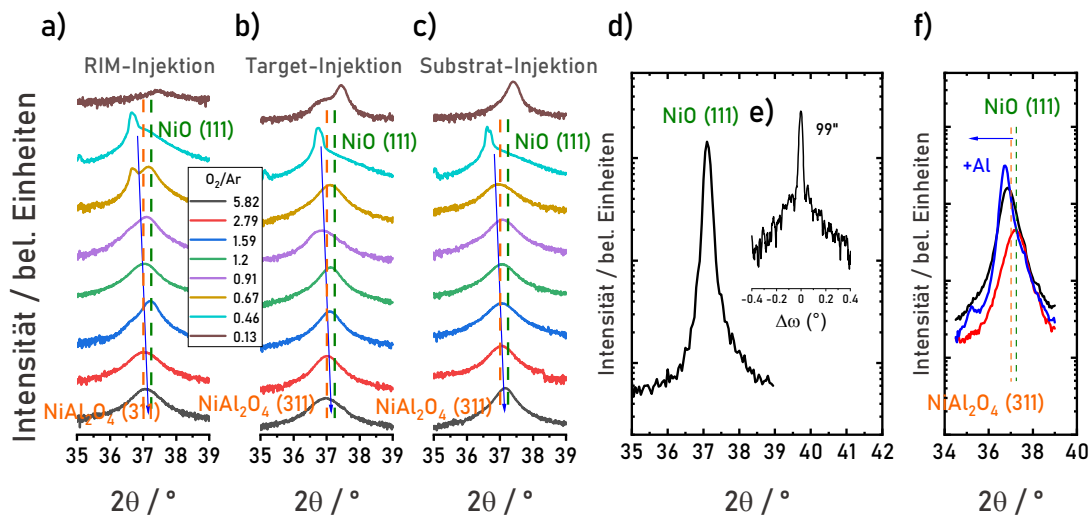 a)
b)
c)
d)
f)
RIM-Injektion
Target-Injektion
Substrat-Injektion
Intensität / bel. Einheiten
NiO (111)
NiO (111)
NiO (111)
O₂/Ar
5.82
2.79
1.59
1.2
0.91
0.67
0.46
0.13
NiAl₂O₄ (311)
NiAl₂O₄ (311)
NiAl₂O₄ (311)
35 36 37 38 39
35 36 37 38 39
35 36 37 38 39
2θ / °
2θ / °
2θ / °
Intensität / bel. Einheiten
NiO (111)
e)
99"
−0.4 −0.2 0 0.2 0.4
Δω (°)
35 36 37 38 39 40 41 42
2θ / °
Intensität / bel. Einheiten
NiO (111)
+Al
NiAl₂O₄ (311)
34 36 38 40
2θ / °